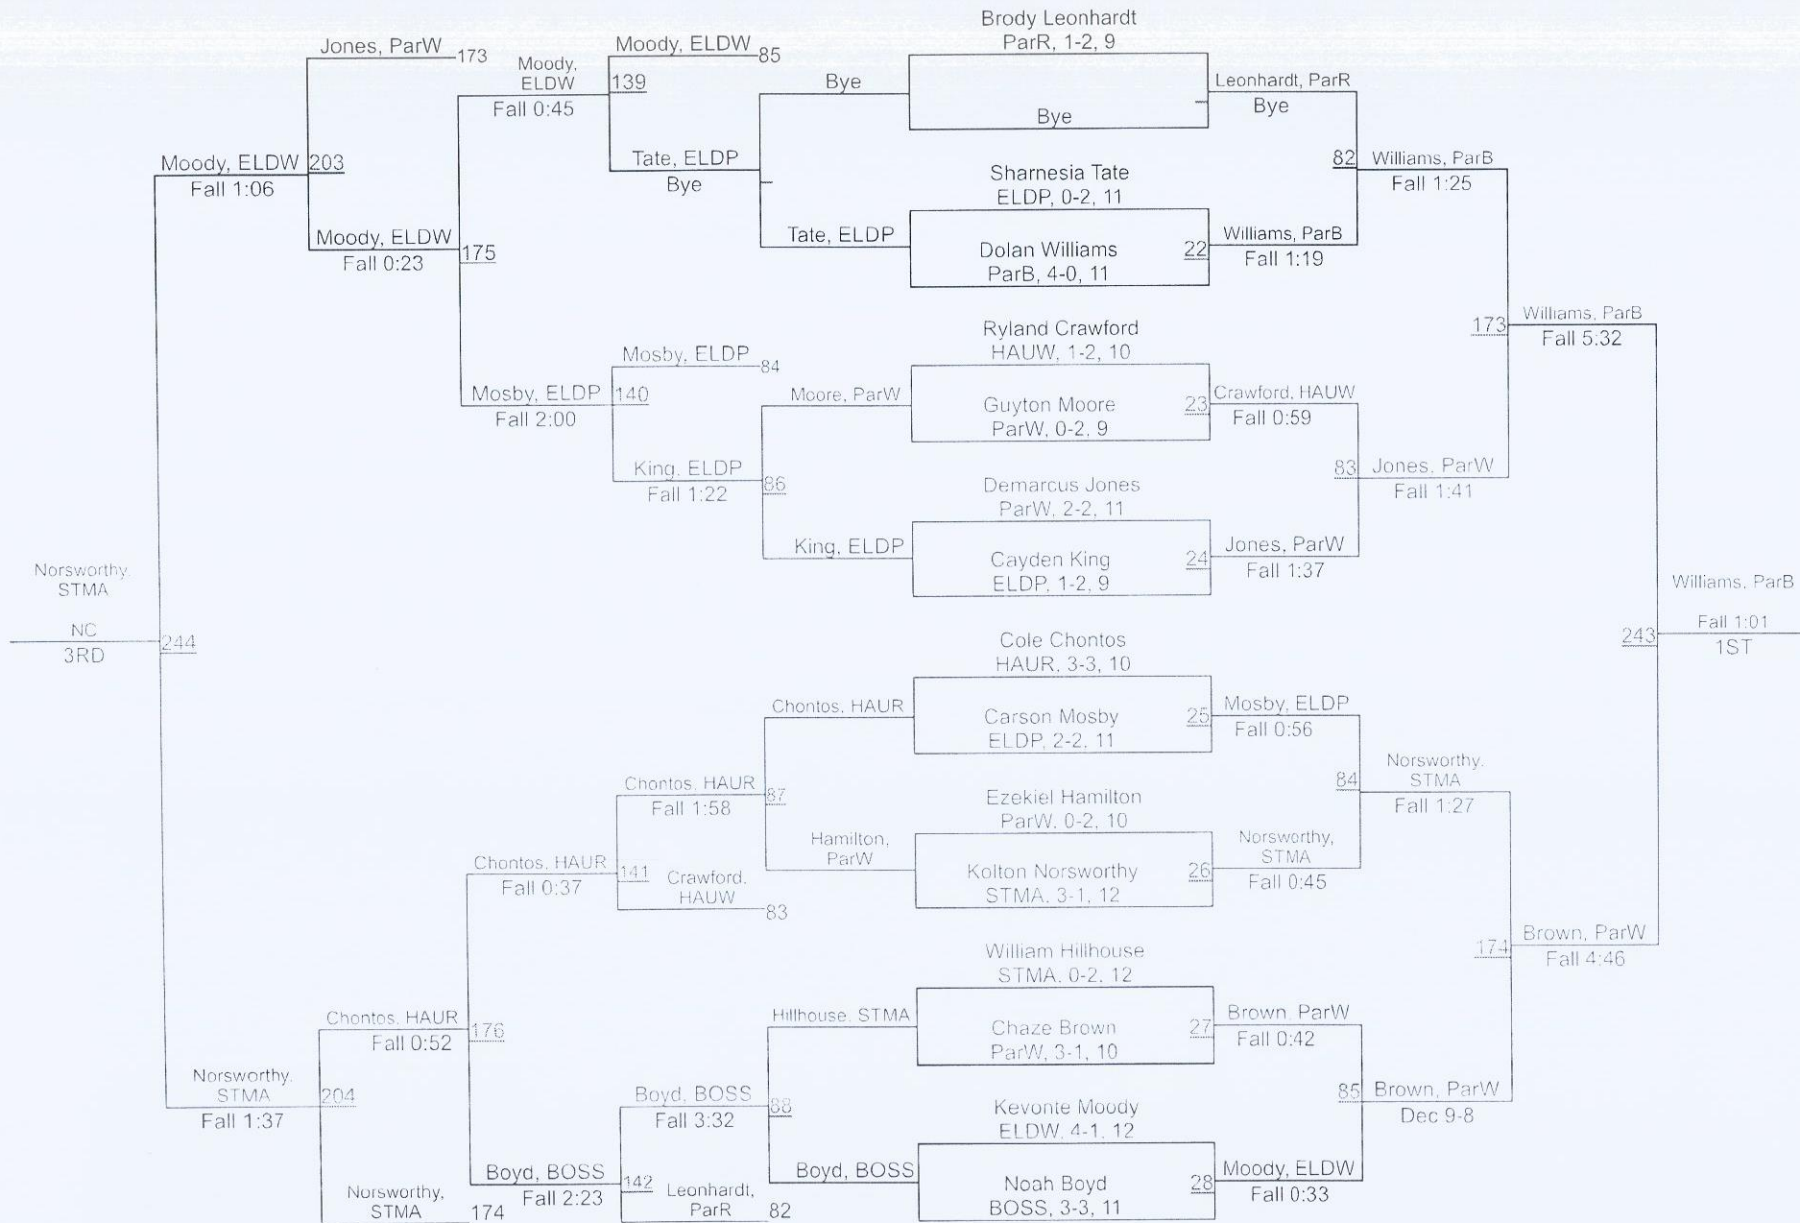 Brody Leonhardt
ParR, 1-2, 9
Jones, ParW
173
Moody, ELDW
85
Moody,
ELDW
139
Fall 0:45
Bye
Bye
Leonhardt, ParR
Bye
Moody, ELDW
203
Fall 1:06
Tate, ELDP
Bye
82
Williams, ParB
Fall 1:25
Sharnesia Tate
ELDP, 0-2, 11
Moody, ELDW
175
Fall 0:23
Tate, ELDP
Dolan Williams
ParB, 4-0, 11
22
Williams, ParB
Fall 1:19
173
Williams, ParB
Fall 5:32
Ryland Crawford
HAUW, 1-2, 10
Mosby, ELDP
84
Mosby, ELDP
140
Fall 2:00
Moore, ParW
Guyton Moore
ParW, 0-2, 9
23
Crawford, HAUW
Fall 0:59
King, ELDP
Fall 1:22
86
83
Jones, ParW
Fall 1:41
Demarcus Jones
ParW, 2-2, 11
King, ELDP
Cayden King
ELDP, 1-2, 9
24
Jones, ParW
Fall 1:37
Norsworthy,
STMA
NC
3RD
244
Williams, ParB
Fall 1:01
1ST
243
Cole Chontos
HAUR, 3-3, 10
Chontos, HAUR
Carson Mosby
ELDP, 2-2, 11
25
Mosby, ELDP
Fall 0:56
Chontos, HAUR
Fall 1:58
87
84
Norsworthy,
STMA
Fall 1:27
Ezekiel Hamilton
ParW, 0-2, 10
Hamilton,
ParW
Kolton Norsworthy
STMA, 3-1, 12
26
Norsworthy,
STMA
Fall 0:45
Chontos, HAUR
Fall 0:37
141
Crawford,
HAUW
83
174
Brown, ParW
Fall 4:46
William Hillhouse
STMA, 0-2, 12
Chontos, HAUR
Fall 0:52
176
Hillhouse, STMA
Chaze Brown
ParW, 3-1, 10
27
Brown, ParW
Fall 0:42
Norsworthy,
STMA
Fall 1:37
204
Boyd, BOSS
Fall 3:32
88
85
Brown, ParW
Dec 9-8
Kevonte Moody
ELDW, 4-1, 12
Boyd, BOSS
Fall 2:23
142
Boyd, BOSS
Noah Boyd
BOSS, 3-3, 11
28
Moody, ELDW
Fall 0:33
Norsworthy,
STMA
174
Leonhardt,
ParR
82